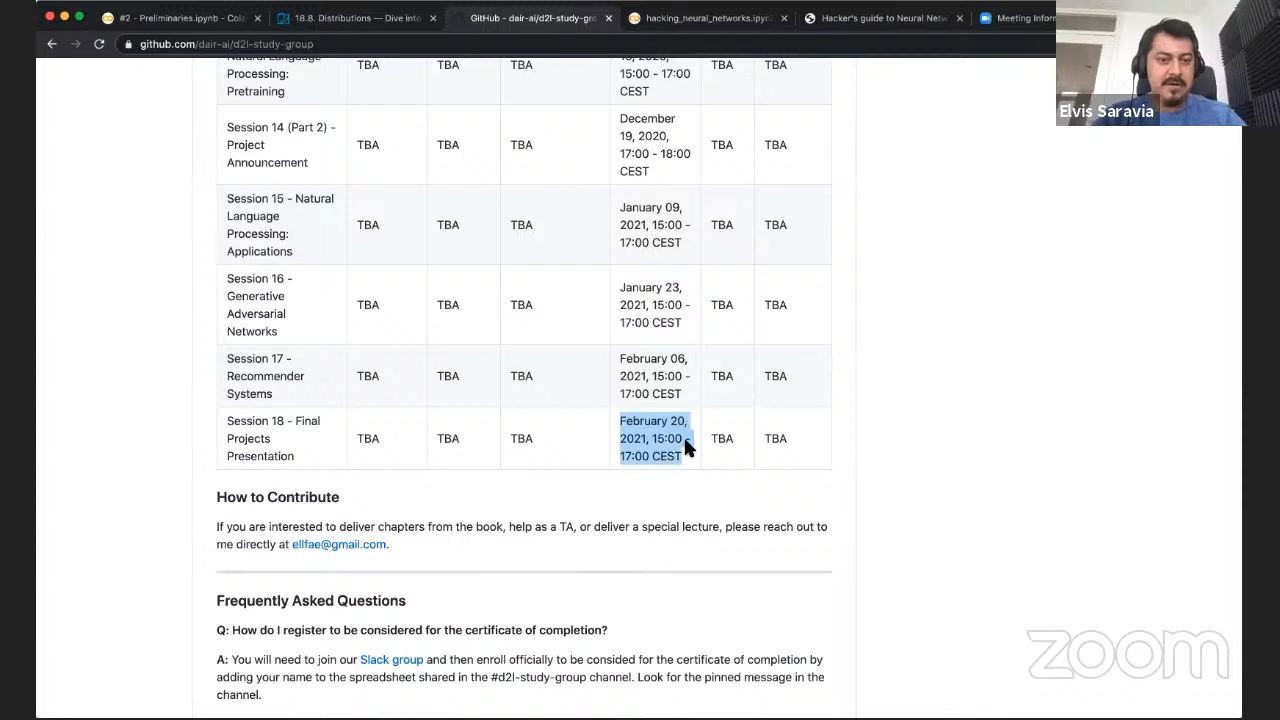 #2 - Preliminaries.ipynb - Cola
18.8. Distributions — Dive into
GitHub - dair-ai/d2l-study-gro
hacking_neural_networks.ipyn
Hacker's guide to Neural Netw
Meeting Inform
github.com/dair-ai/d2l-study-group
Elvis Saravia
Natural Language
Processing:
Pretraining
TBA
TBA
TBA
15:00 - 17:00
CEST
TBA
TBA
Session 14 (Part 2) -
Project
Announcement
TBA
TBA
TBA
December
19, 2020,
17:00 - 18:00
CEST
TBA
TBA
Session 15 - Natural
Language
Processing:
Applications
TBA
TBA
TBA
January 09,
2021, 15:00 -
17:00 CEST
TBA
TBA
Session 16 -
Generative
Adversarial
Networks
TBA
TBA
TBA
January 23,
2021, 15:00 -
17:00 CEST
TBA
TBA
Session 17 -
Recommender
Systems
TBA
TBA
TBA
February 06,
2021, 15:00 -
17:00 CEST
TBA
TBA
Session 18 - Final
Projects
Presentation
TBA
TBA
TBA
February 20,
2021, 15:00 -
17:00 CEST
TBA
TBA
How to Contribute
If you are interested to deliver chapters from the book, help as a TA, or deliver a special lecture, please reach out to
me directly at ellfae@gmail.com.
Frequently Asked Questions
Q: How do I register to be considered for the certificate of completion?
A: You will need to join our Slack group and then enroll officially to be consided for the certificate of completion by
adding your name to the spreadsheet shared in the #d2l-study-group channel. Look for the pinned message in the
channel.
zoom